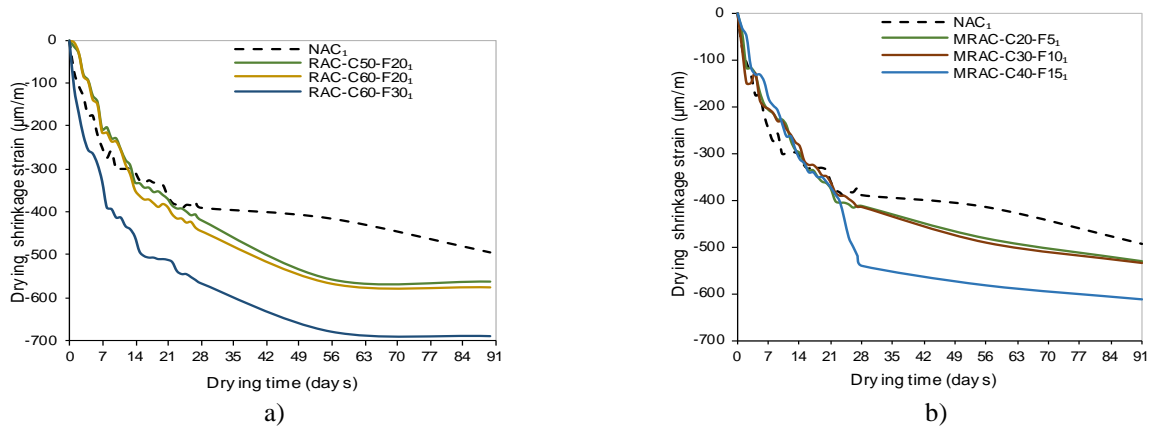 NAC₁
RAC-C50-F20₁
RAC-C60-F20₁
RAC-C60-F30₁
Drying shrinkage strain (µm/m)
0
-100
-200
-300
-400
-500
-600
-700
0 7 14 21 28 35 42 49 56 63 70 77 84 91
Drying time (days)
a)
NAC₁
MRAC-C20-F5₁
MRAC-C30-F10₁
MRAC-C40-F15₁
Drying shrinkage strain (µm/m)
0
-100
-200
-300
-400
-500
-600
-700
0 7 14 21 28 35 42 49 56 63 70 77 84 91
Drying time (days)
b)